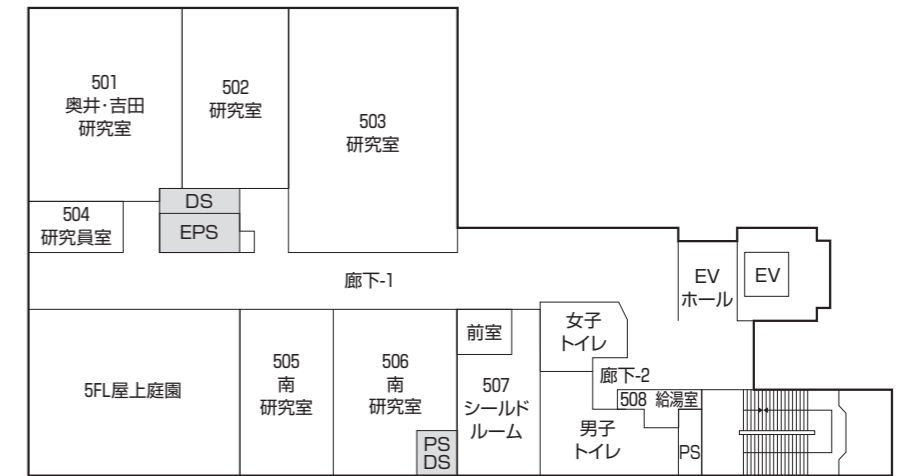 501
奥井・吉田
研究室
502
研究室
503
研究室
DS
EPS
504
研究員室
廊下-1
EV
ホール
EV
5FL屋上庭園
505
南
研究室
506
南
研究室
PS
DS
前室
507
シールド
ルーム
女子
トイレ
廊下-2
508 給湯室
男子
トイレ
PS